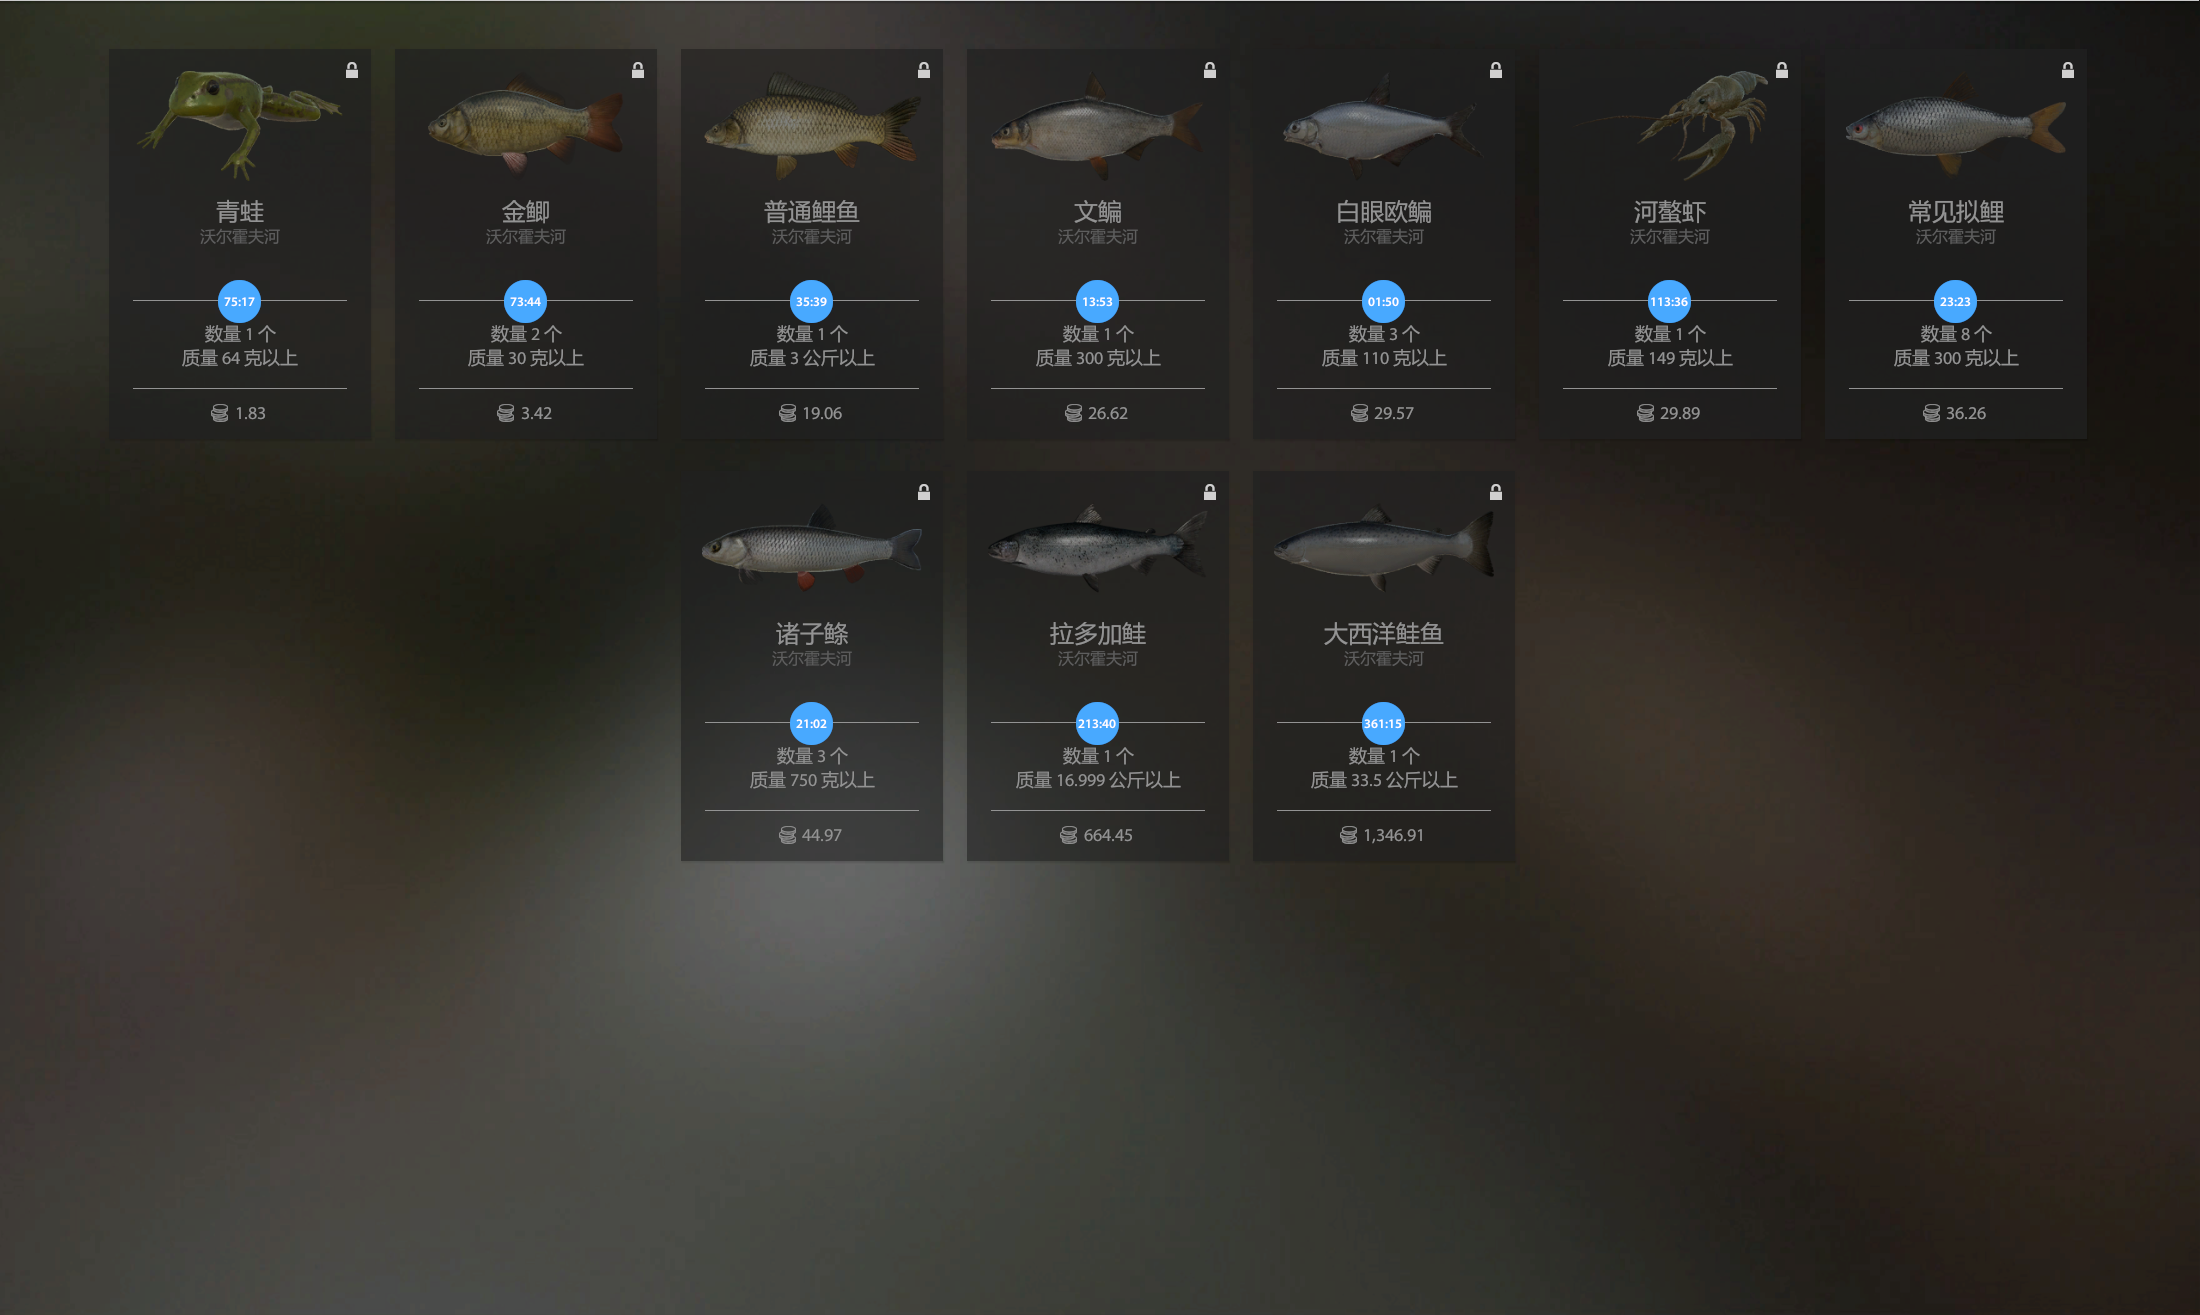 青蛙
沃尔霍夫河
75:17
数量 1 个
质量 64 克以上
1.83
金鲫
沃尔霍夫河
73:44
数量 2 个
质量 30 克以上
3.42
普通鲤鱼
沃尔霍夫河
35:39
数量 1 个
质量 3 公斤以上
19.06
文鳊
沃尔霍夫河
13:53
数量 1 个
质量 300 克以上
26.62
白眼欧鳊
沃尔霍夫河
01:50
数量 3 个
质量 110 克以上
29.57
河螯虾
沃尔霍夫河
113:36
数量 1 个
质量 149 克以上
29.89
常见拟鲤
沃尔霍夫河
23:23
数量 8 个
质量 300 克以上
36.26
诸子鲦
沃尔霍夫河
21:02
数量 3 个
质量 750 克以上
44.97
拉多加鲑
沃尔霍夫河
213:40
数量 1 个
质量 16.999 公斤以上
664.45
大西洋鲑鱼
沃尔霍夫河
361:15
数量 1 个
质量 33.5 公斤以上
1,346.91